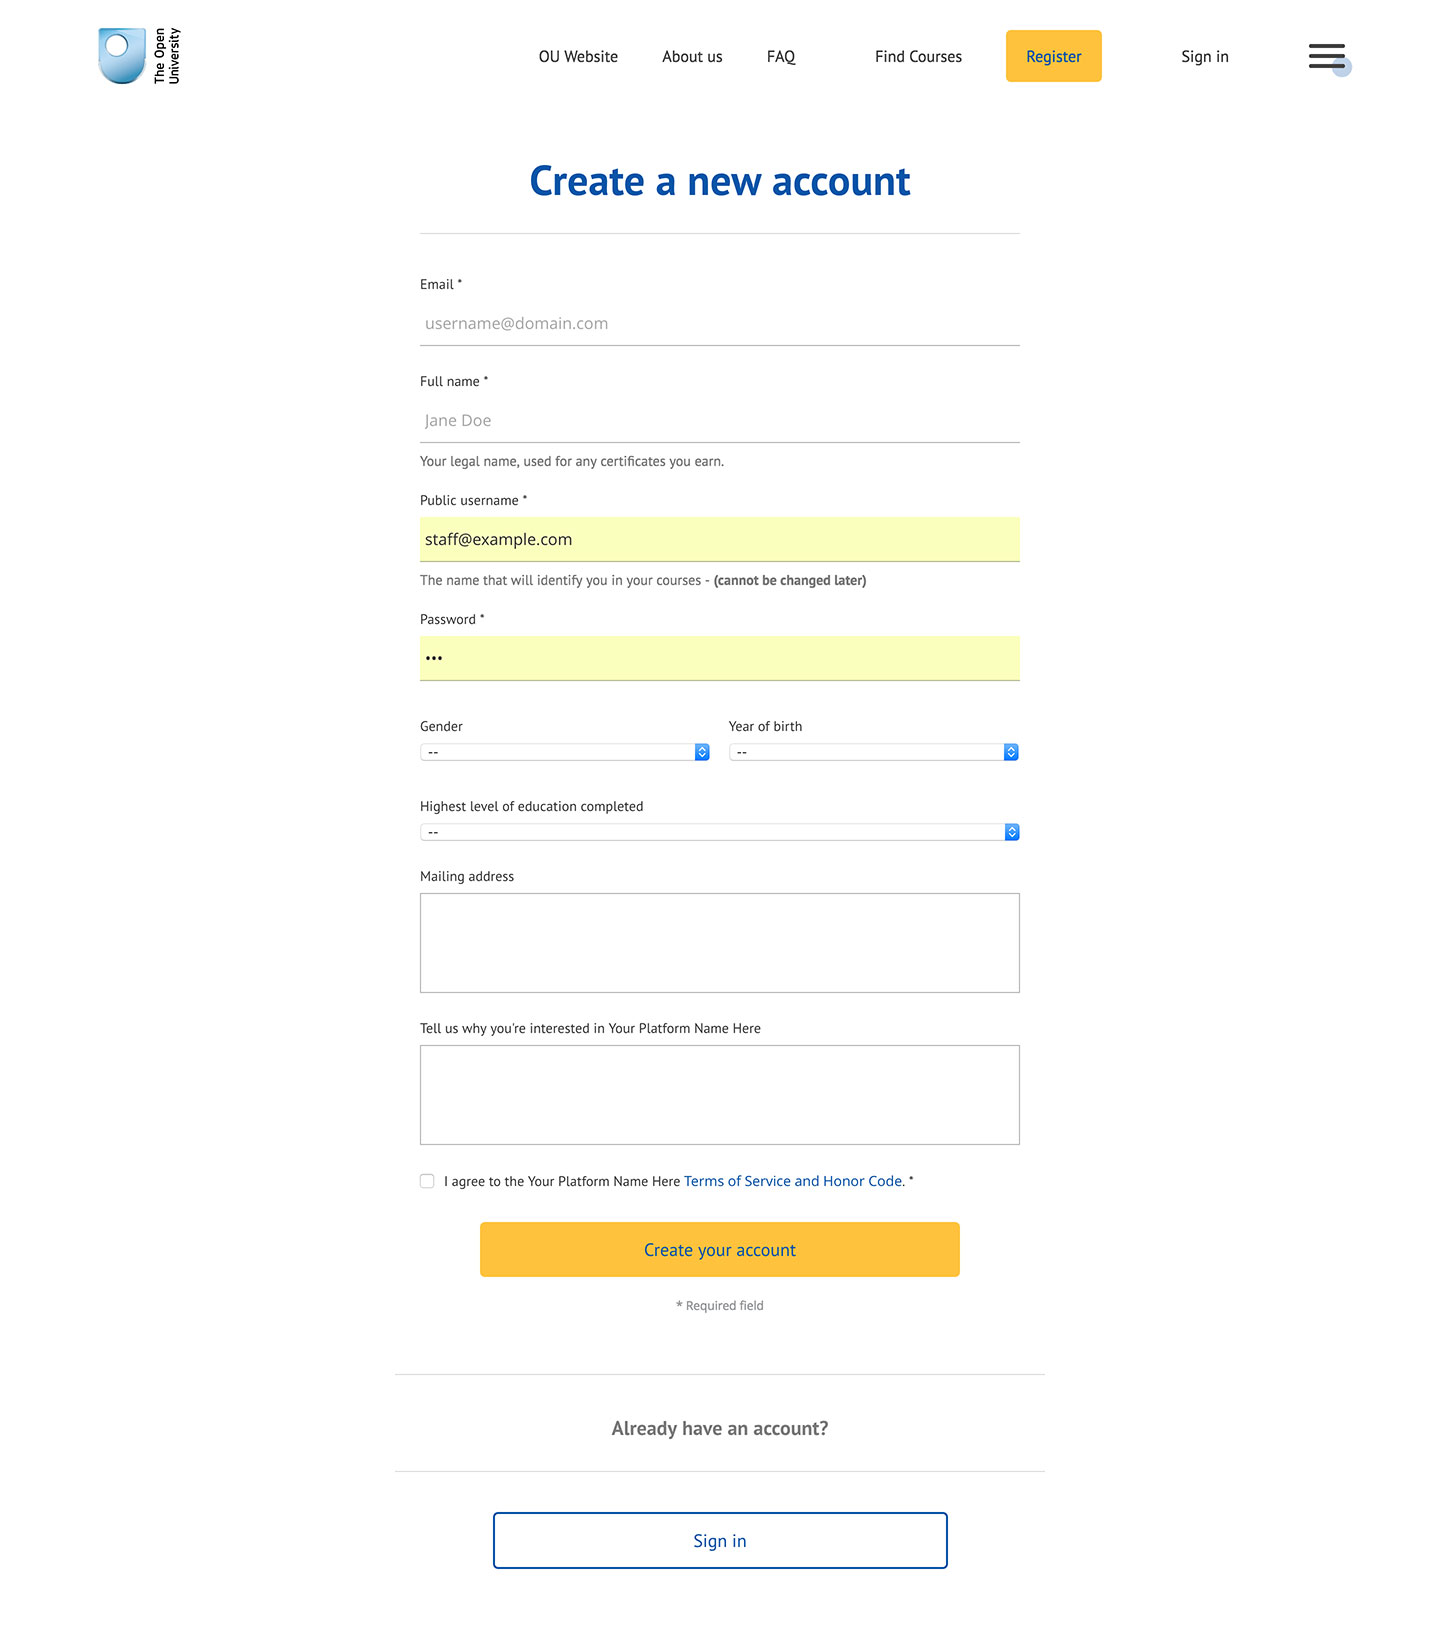 The Open
University
OU Website
About us
FAQ
Find Courses
Register
Sign in
Create a new account
Email *
username@domain.com
Full name *
Jane Doe
Your legal name, used for any certificates you earn.
Public username *
staff@example.com
The name that will identify you in your courses - (cannot be changed later)
Password *
•••
Gender
Year of birth
--
--
Highest level of education completed
--
Mailing address
Tell us why you're interested in Your Platform Name Here
I agree to the Your Platform Name Here Terms of Service and Honor Code. *
Create your account
* Required field
Already have an account?
Sign in